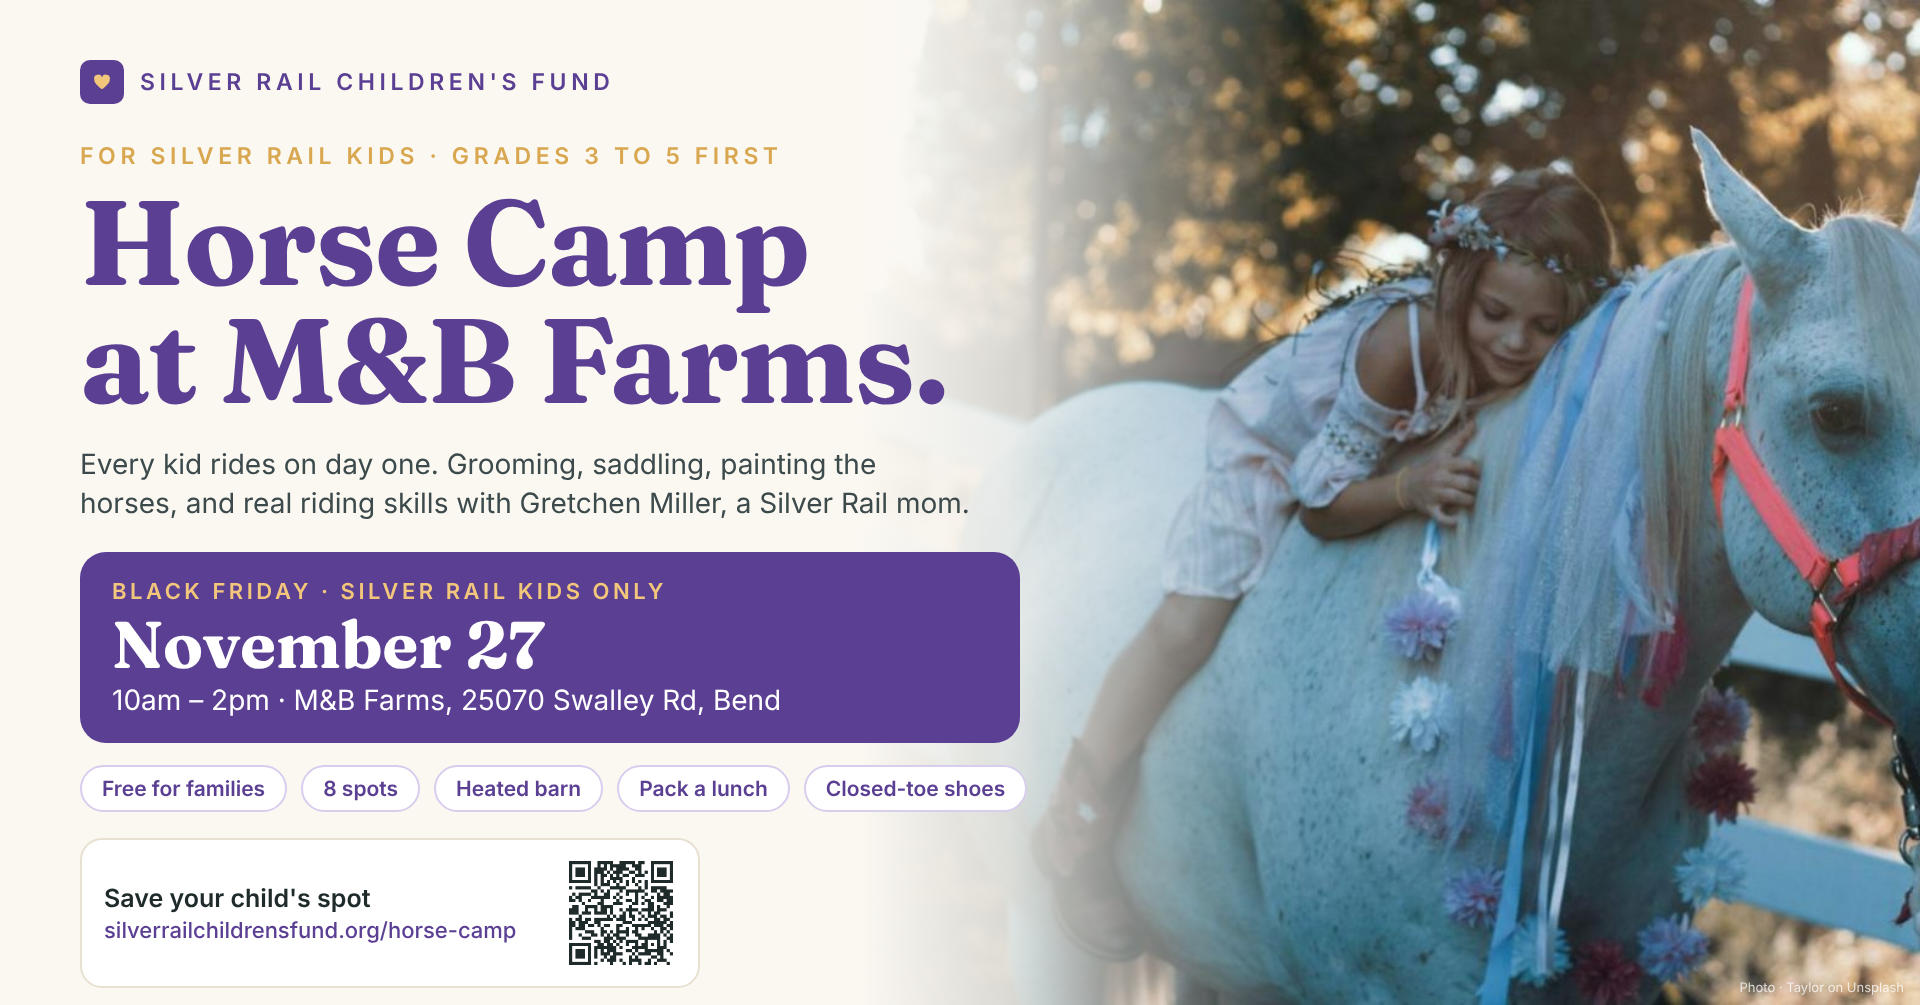 SILVER RAIL CHILDREN'S FUND
FOR SILVER RAIL KIDS · GRADES 3 TO 5 FIRST
Horse Camp
at M&B Farms.
Every kid rides on day one. Grooming, saddling, painting the
horses, and real riding skills with Gretchen Miller, a Silver Rail mom.
BLACK FRIDAY · SILVER RAIL KIDS ONLY
November 27
10am – 2pm · M&B Farms, 25070 Swalley Rd, Bend
Free for families
8 spots
Heated barn
Pack a lunch
Closed-toe shoes
Save your child's spot
silverrailchildrensfund.org/horse-camp
Photo · Taylor on Unsplash